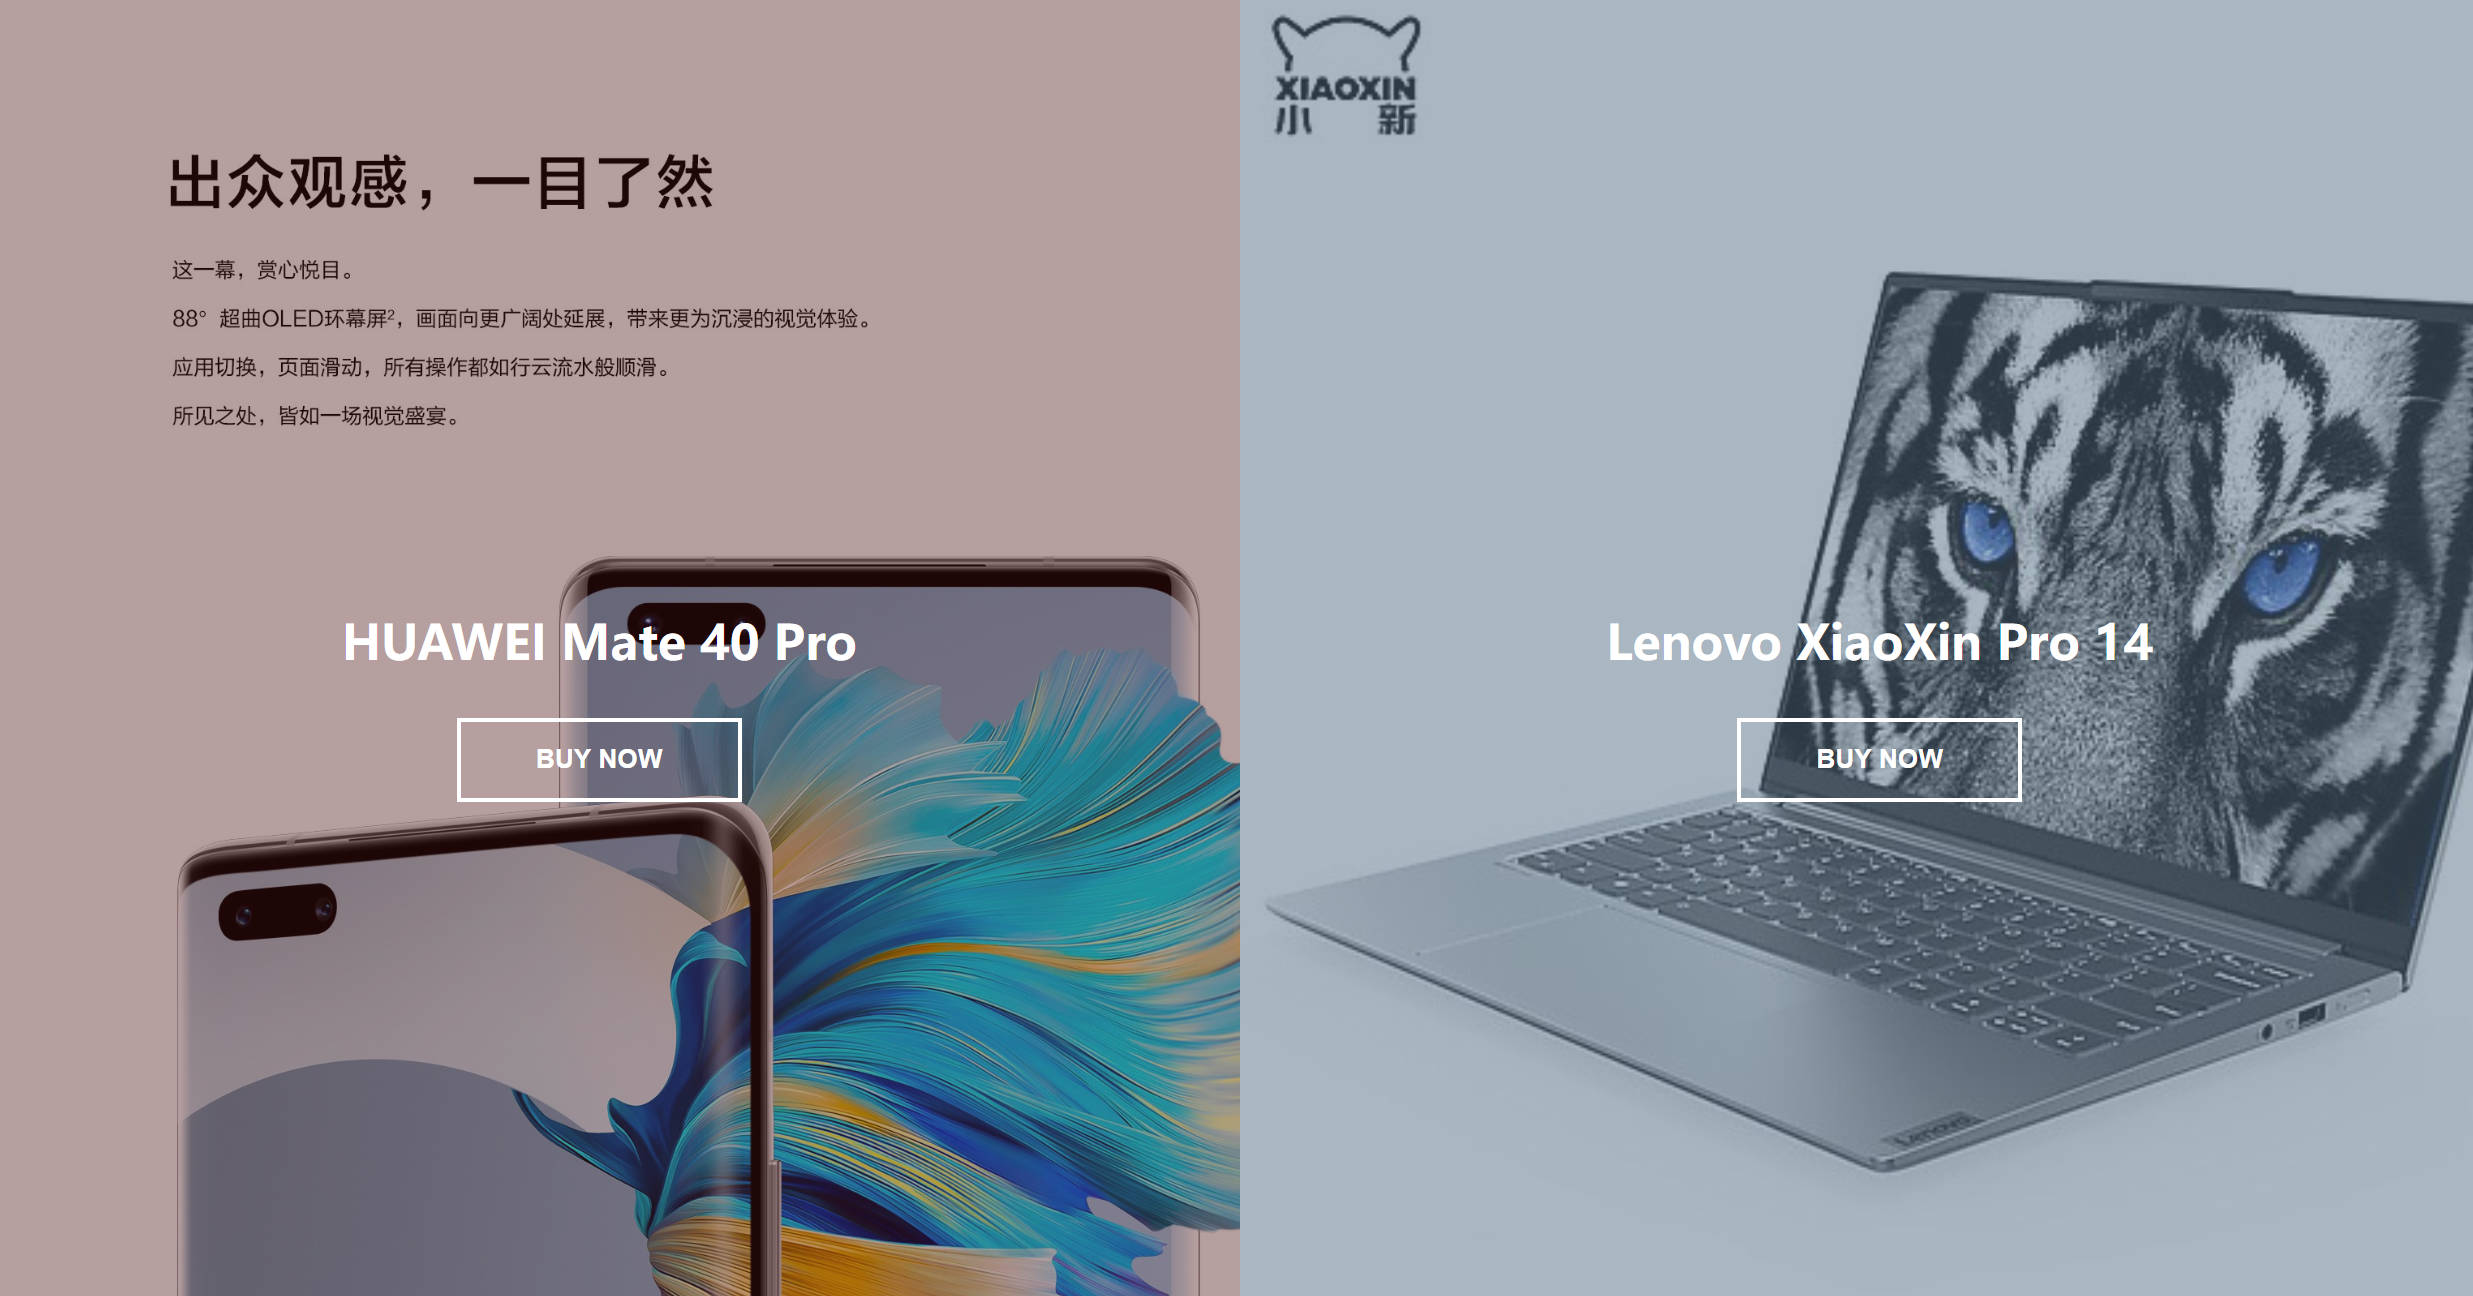 出众观感，一目了然
这一幕，赏心悦目。
88° 超曲OLED环幕屏²，画面向更广阔处延展，带来更为沉浸的视觉体验。
应用切换，页面滑动，所有操作都如行云流水般顺滑。
所见之处，皆如一场视觉盛宴。
HUAWEI Mate 40 Pro
BUY NOW
XIAOXIN
小新
Lenovo XiaoXin Pro 14
BUY NOW
Lenovo